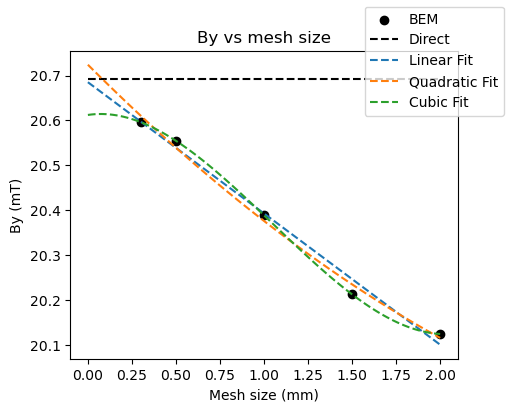 By vs mesh size
BEM
Direct
Linear Fit
Quadratic Fit
Cubic Fit
By (mT)
20.7
20.6
20.5
20.4
20.3
20.2
20.1
0.00 0.25 0.50 0.75 1.00 1.25 1.50 1.75 2.00
Mesh size (mm)